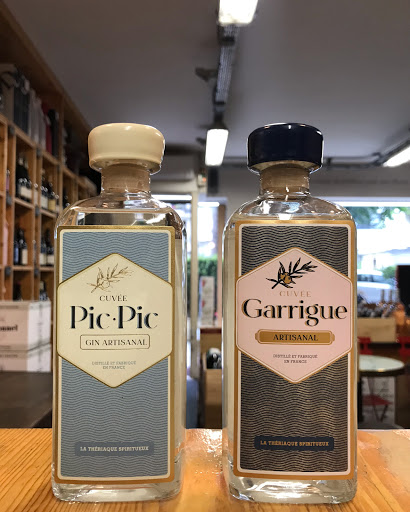 CUVÉE
Pic·Pic
GIN ARTISANAL
DISTILLÉ ET FABRIQUÉ
EN FRANCE
LA THÉRIAQUE SPIRITUEUX
CUVÉE
Garrigue
ARTISANAL
DISTILLÉ ET FABRIQUÉ
EN FRANCE
LA THÉRIAQUE SPIRITUEUX